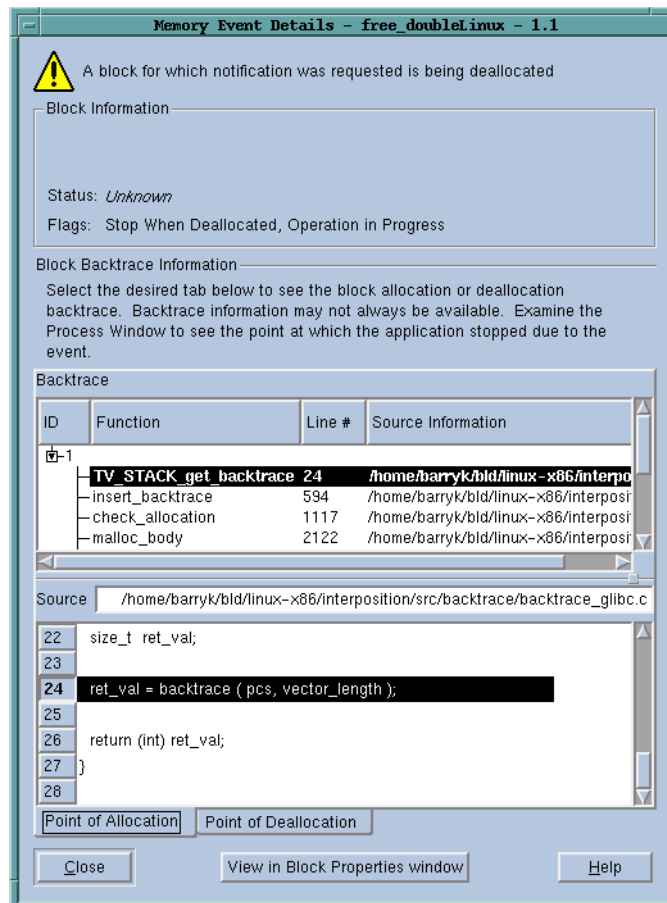 Memory Event Details - free_doubleLinux - 1.1
A block for which notification was requested is being deallocated
Block Information
Status: Unknown
Flags: Stop When Deallocated, Operation in Progress
Block Backtrace Information
Select the desired tab below to see the block allocation or deallocation
backtrace. Backtrace information may not always be available. Examine the
Process Window to see the point at which the application stopped due to the
event.
Backtrace
ID Function Line # Source Information
1
TV_STACK_get_backtrace 24 /home/barryk/bld/linux-x86/interpo
insert_backtrace 594 /home/barryk/bld/linux-x86/interposit
check_allocation 1117 /home/barryk/bld/linux-x86/interposit
malloc_body 2122 /home/barryk/bld/linux-x86/interposit
Source /home/barryk/bld/linux-x86/interposition/src/backtrace/backtrace_glibc.c
22 size_t ret_val;
23
24 ret_val = backtrace ( pcs, vector_length );
25
26 return (int) ret_val;
27 }
28
Point of Allocation Point of Deallocation
Close View in Block Properties window Help